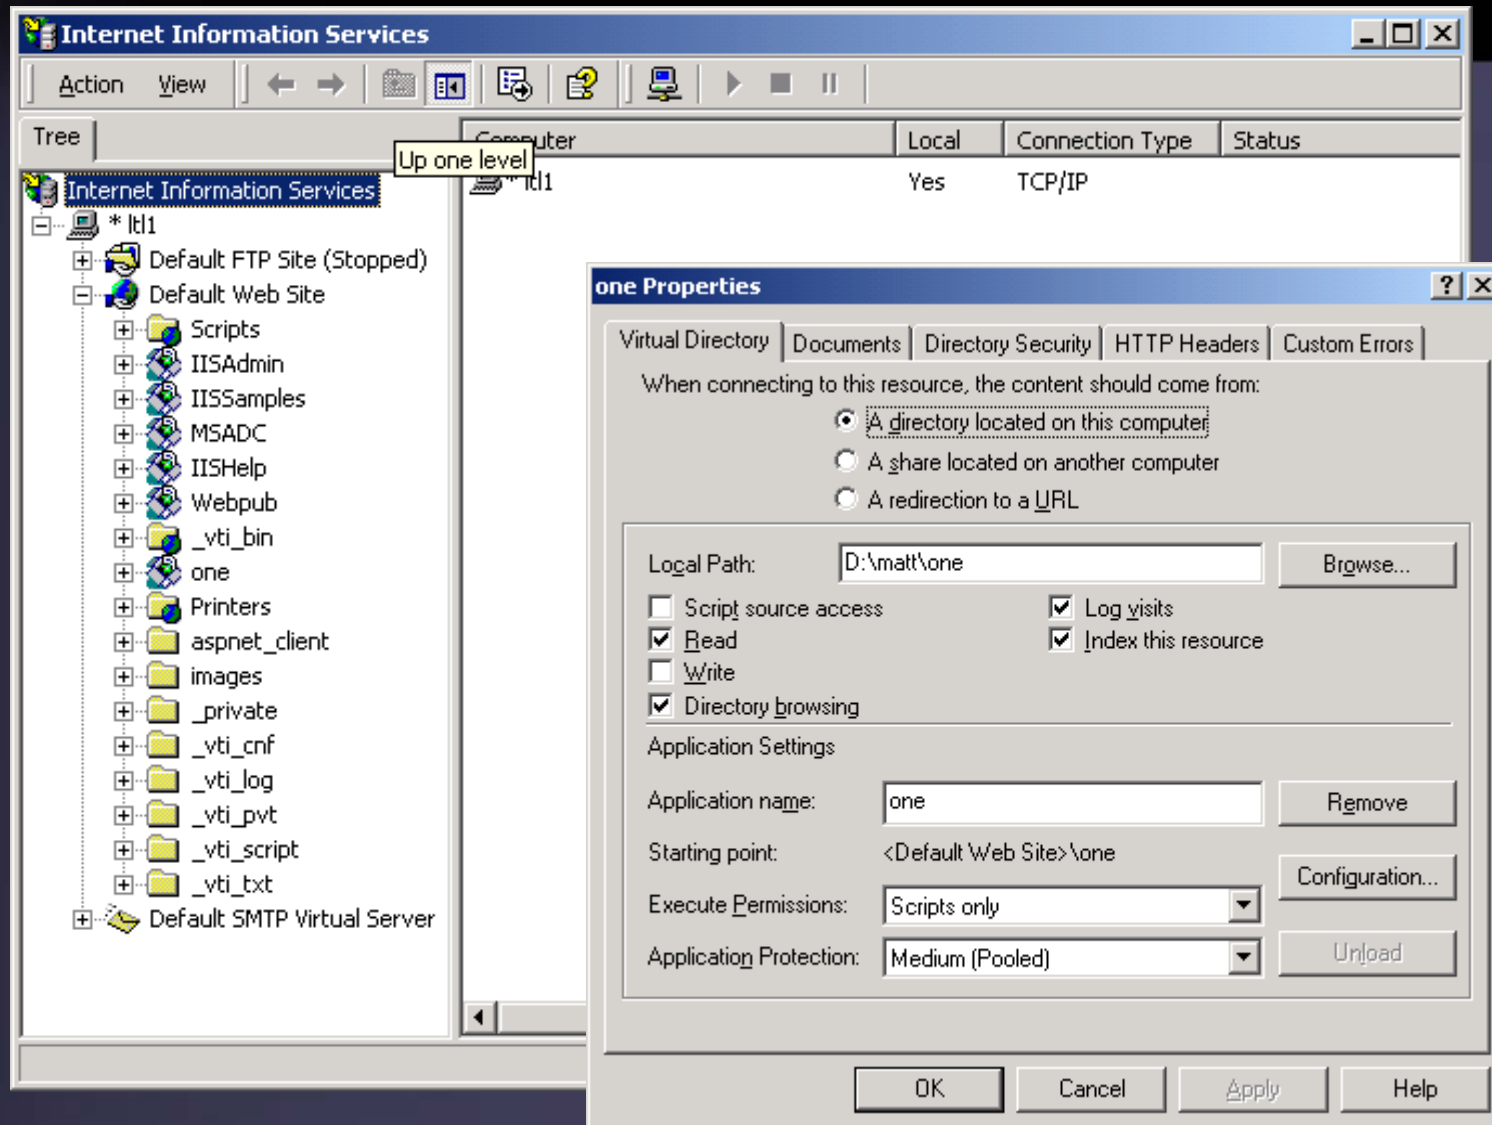 Internet Information Services
Action View
Tree
Computer Local Connection Type Status
Up one level
Internet Information Services
* ltl1 Yes TCP/IP
* ltl1
Default FTP Site (Stopped)
Default Web Site
Scripts
IISAdmin
IISSamples
MSADC
IISHelp
Webpub
_vti_bin
one
Printers
aspnet_client
images
_private
_vti_cnf
_vti_log
_vti_pvt
_vti_script
_vti_txt
Default SMTP Virtual Server
one Properties
Virtual Directory Documents Directory Security HTTP Headers Custom Errors
When connecting to this resource, the content should come from:
A directory located on this computer
A share located on another computer
A redirection to a URL
Local Path: D:\matt\one Browse...
Script source access Log visits
Read Index this resource
Write
Directory browsing
Application Settings
Application name: one Remove
Starting point: <Default Web Site>\one
Configuration...
Execute Permissions: Scripts only
Application Protection: Medium (Pooled) Unload
OK Cancel Apply Help